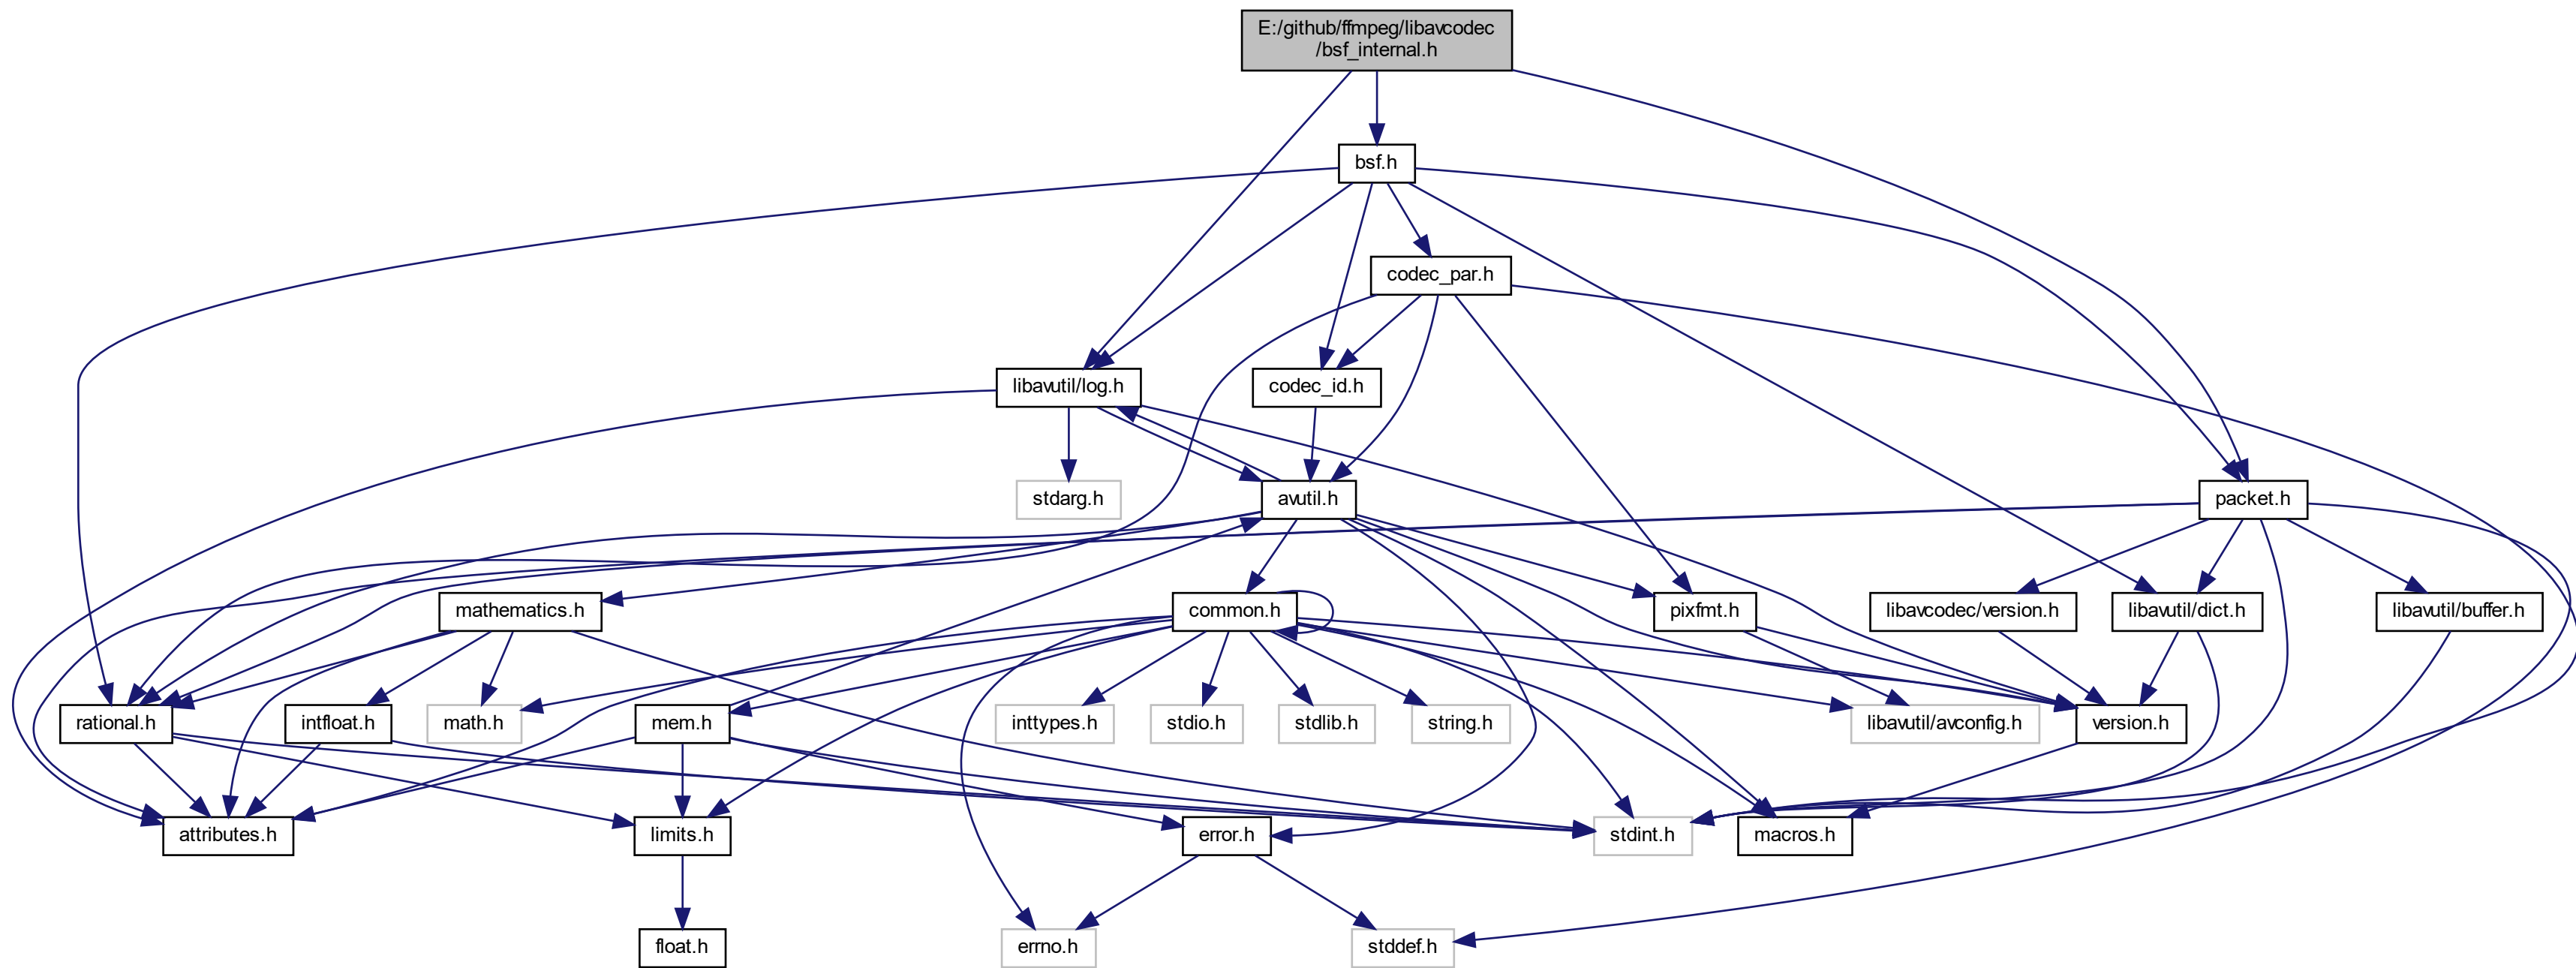 E:/github/ffmpeg/libavcodec
/bsf_internal.h
bsf.h
codec_par.h
libavutil/log.h
codec_id.h
stdarg.h
avutil.h
packet.h
mathematics.h
common.h
pixfmt.h
libavcodec/version.h
libavutil/dict.h
libavutil/buffer.h
rational.h
intfloat.h
math.h
mem.h
inttypes.h
stdio.h
stdlib.h
string.h
libavutil/avconfig.h
version.h
attributes.h
limits.h
error.h
stdint.h
macros.h
float.h
errno.h
stddef.h